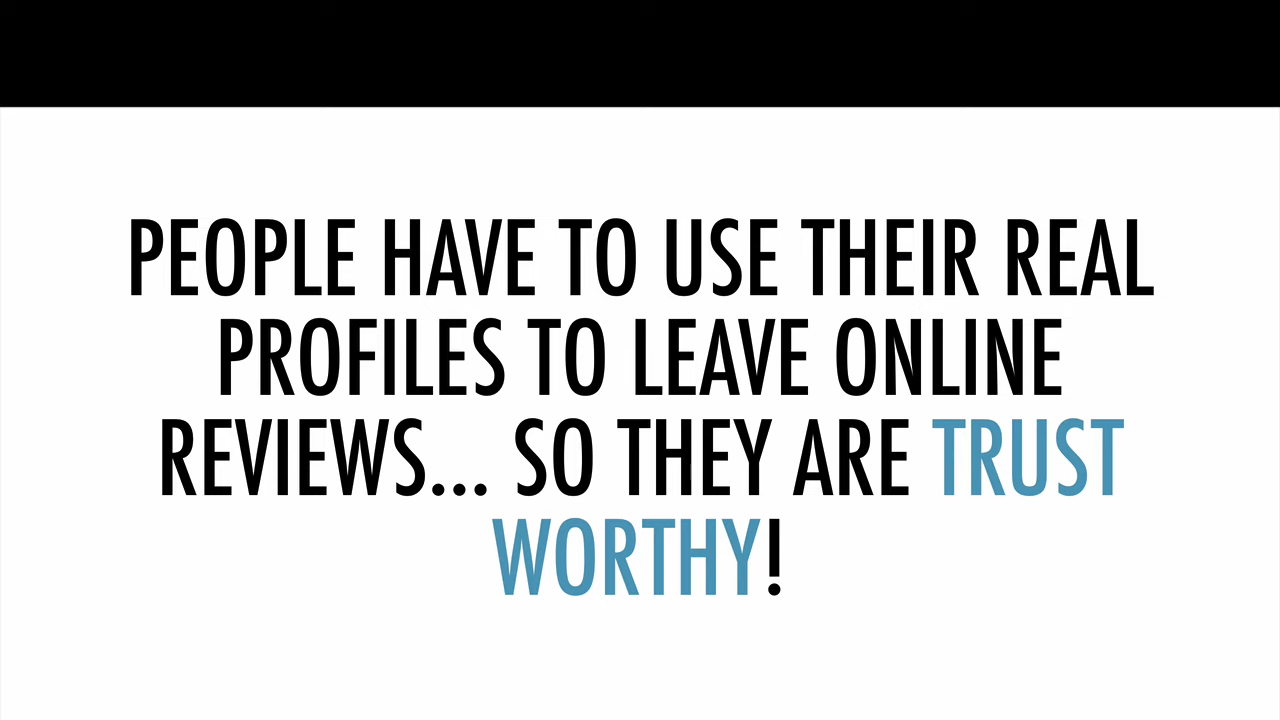 PEOPLE HAVE TO USE THEIR REAL
PROFILES TO LEAVE ONLINE
REVIEWS... SO THEY ARE TRUST
WORTHY!